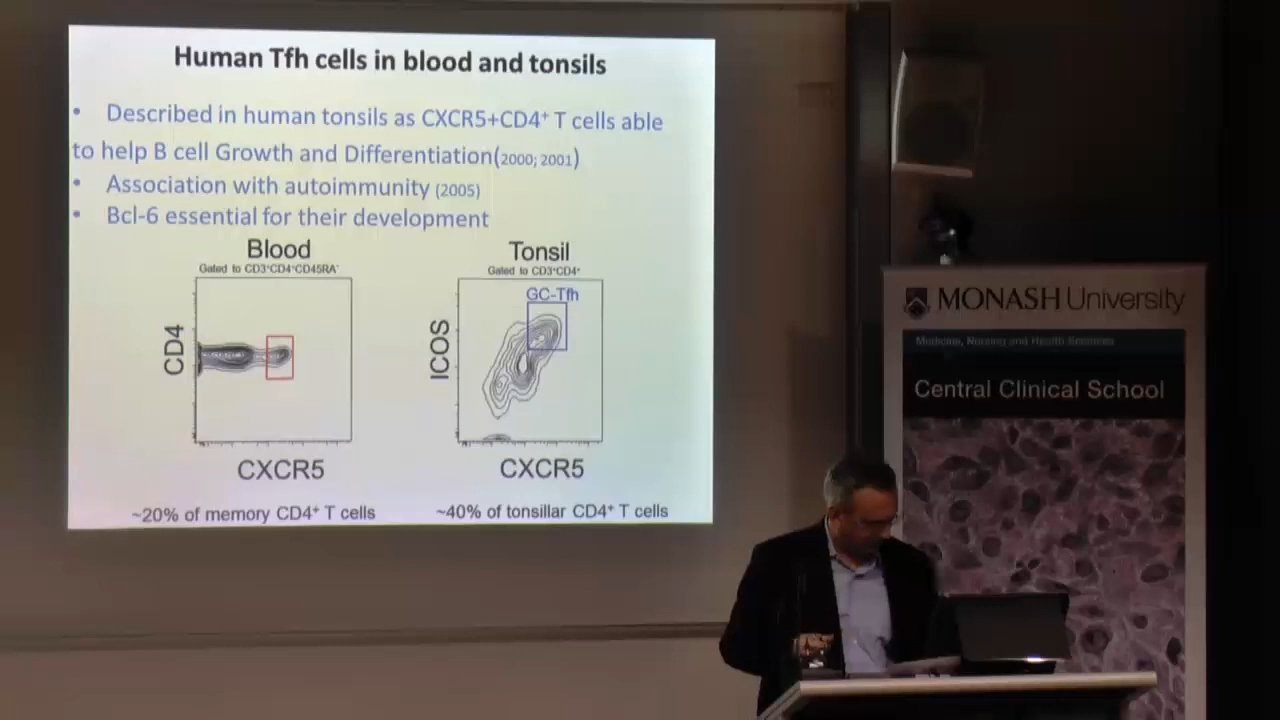 Human Tfh cells in blood and tonsils
• Described in human tonsils as CXCR5+CD4⁺ T cells able
to help B cell Growth and Differentiation(2000; 2001)
• Association with autoimmunity (2005)
• Bcl-6 essential for their development
Blood
Gated to CD3⁺CD4⁺CD45RA⁻
CD4
CXCR5
~20% of memory CD4⁺ T cells
Tonsil
Gated to CD3⁺CD4⁺
GC-Tfh
ICOS
CXCR5
~40% of tonsillar CD4⁺ T cells
MONASH University
Medicine, Nursing and Health Sciences
Central Clinical School